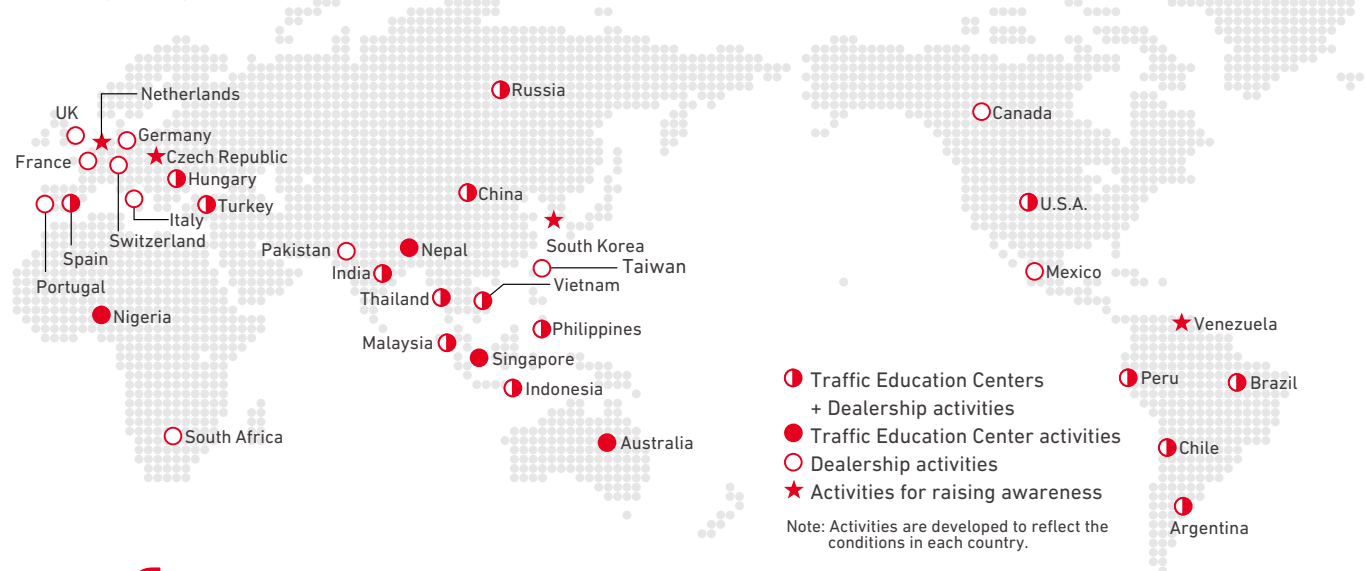 Netherlands
UK
Germany
France
Czech Republic
Hungary
Turkey
Italy
Switzerland
Spain
Portugal
Nigeria
South Africa
Russia
China
South Korea
Pakistan
Nepal
Taiwan
India
Vietnam
Thailand
Philippines
Malaysia
Singapore
Indonesia
Australia
Canada
U.S.A.
Mexico
Venezuela
Peru
Brazil
Chile
Argentina
Traffic Education Centers
+ Dealership activities
Traffic Education Center activities
Dealership activities
Activities for raising awareness
Note: Activities are developed to reflect the
conditions in each country.